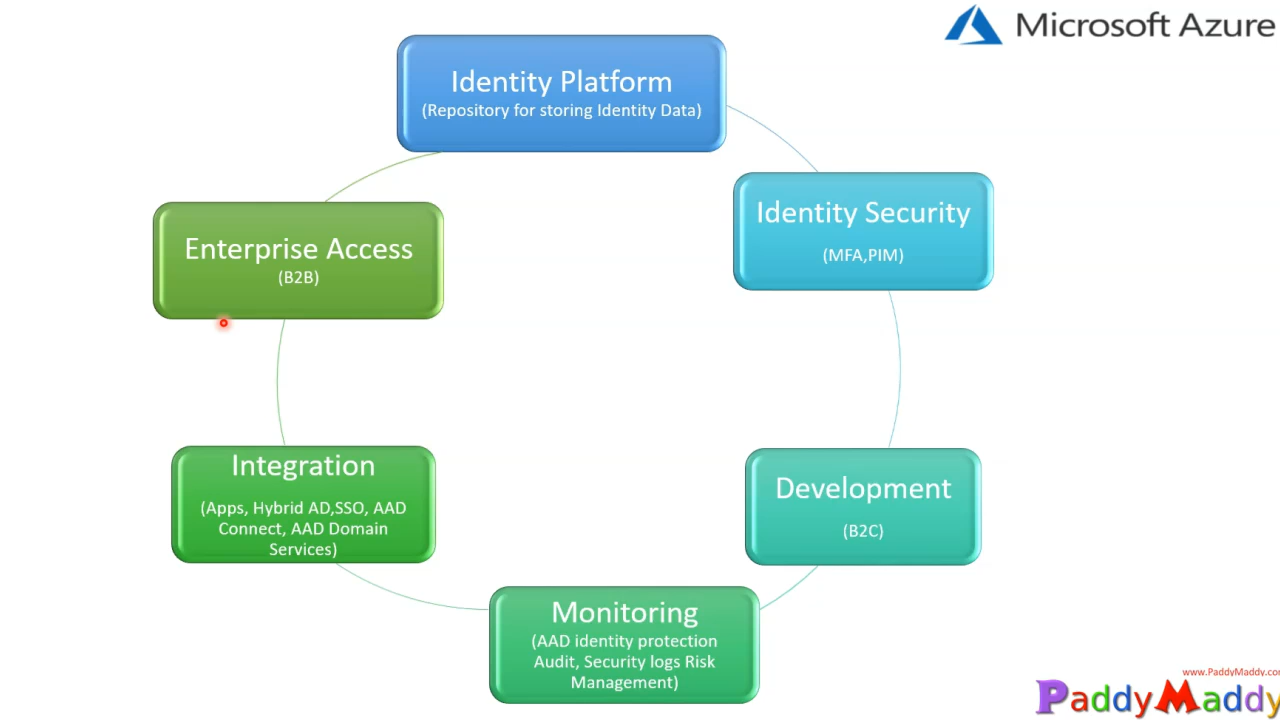 Microsoft Azure
Identity Platform
(Repository for storing Identity Data)
Identity Security
(MFA,PIM)
Enterprise Access
(B2B)
Integration
(Apps, Hybrid AD,SSO, AAD
Connect, AAD Domain
Services)
Development
(B2C)
Monitoring
(AAD identity protection
Audit, Security logs Risk
Management)
www.PaddyMaddy.com
PaddyMaddy